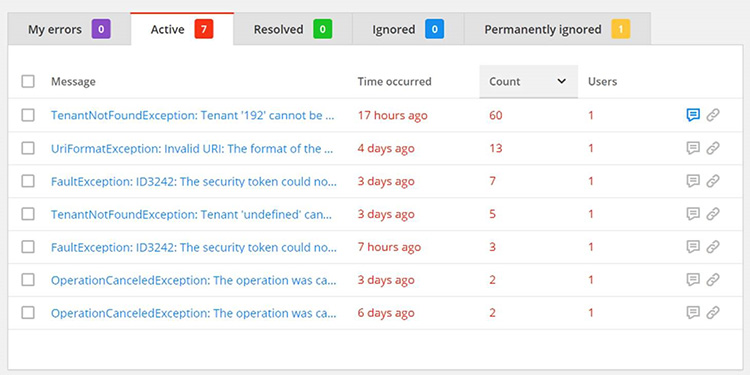 My errors 0 Active 7 Resolved 0 Ignored 0 Permanently ignored 1
Message Time occurred Count Users
TenantNotFoundException: Tenant '192' cannot be ... 17 hours ago 60 1
UriFormatException: Invalid URI: The format of the ... 4 days ago 13 1
FaultException: ID3242: The security token could no... 3 days ago 7 1
TenantNotFoundException: Tenant 'undefined' can... 3 days ago 5 1
FaultException: ID3242: The security token could no... 7 hours ago 3 1
OperationCanceledException: The operation was ca... 3 days ago 2 1
OperationCanceledException: The operation was ca... 6 days ago 2 1